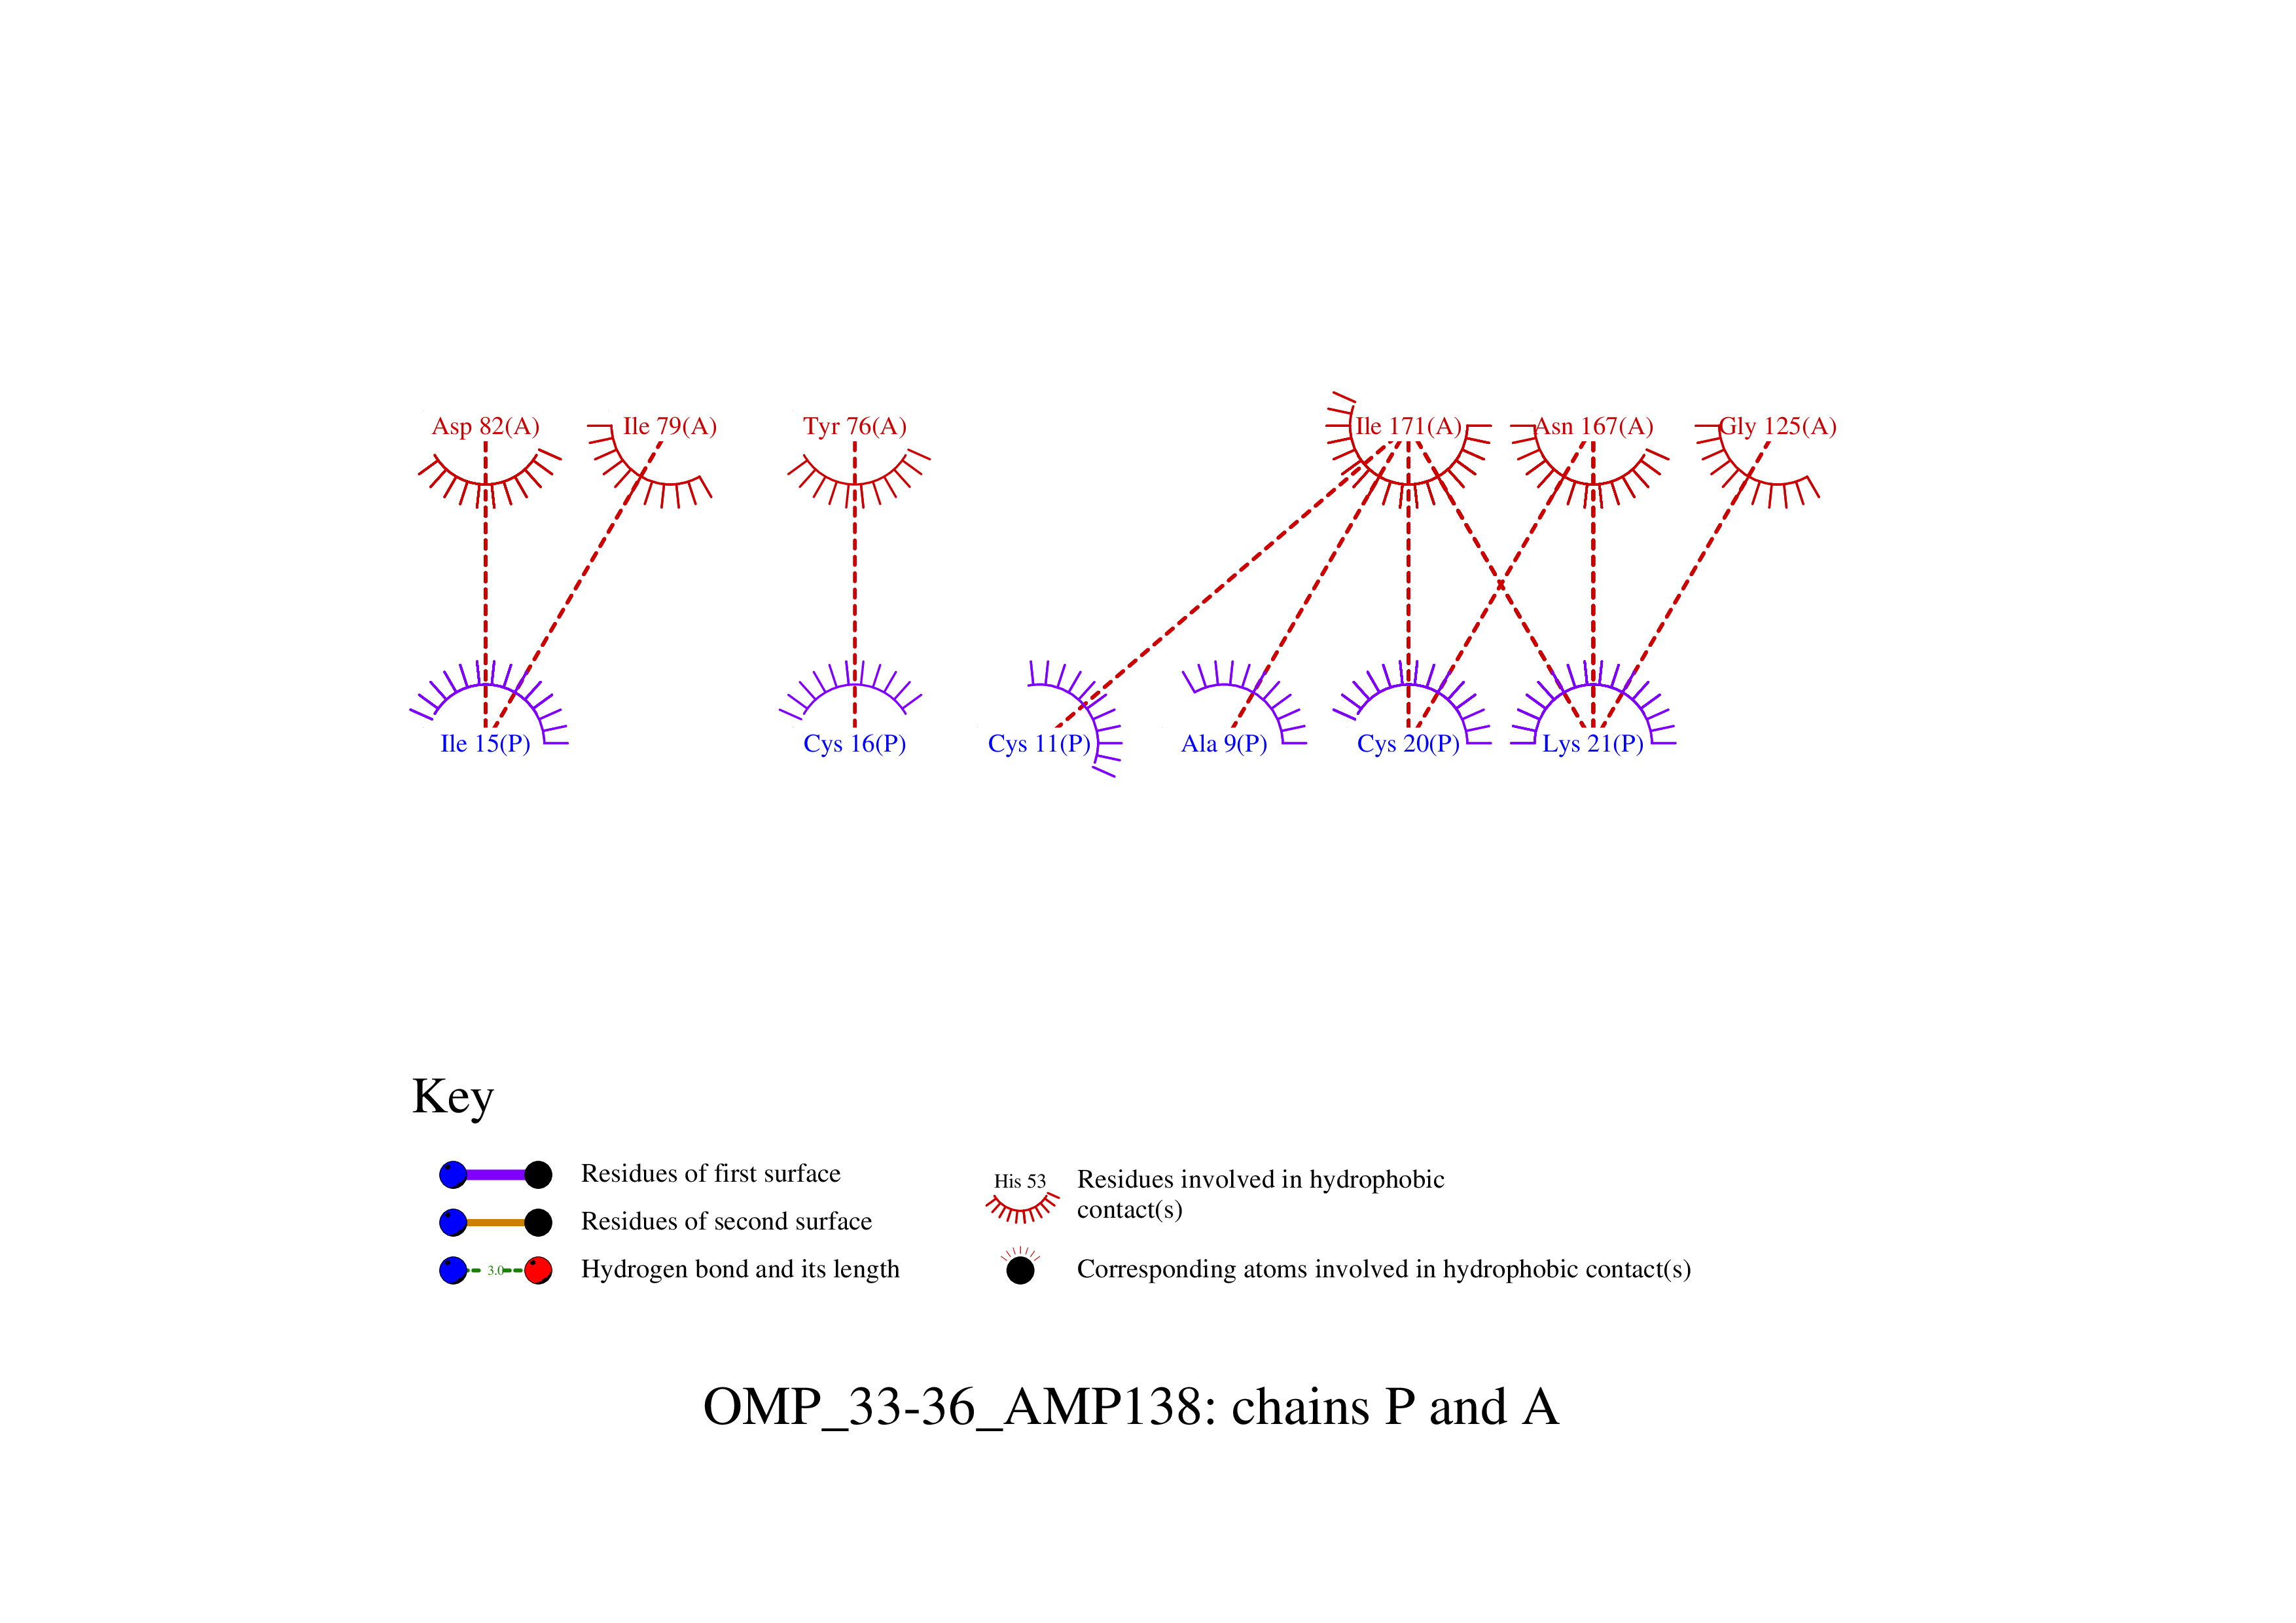 Asp 82(A) Ile 79(A) Tyr 76(A) Ile 171(A) Asn 167(A) Gly 125(A)
Ile 15(P) Cys 16(P) Cys 11(P) Ala 9(P) Cys 20(P) Lys 21(P)
Key
Residues of first surface
Residues of second surface
3.0 Hydrogen bond and its length
His 53 Residues involved in hydrophobic
contact(s)
Corresponding atoms involved in hydrophobic contact(s)
OMP_33-36_AMP138: chains P and A